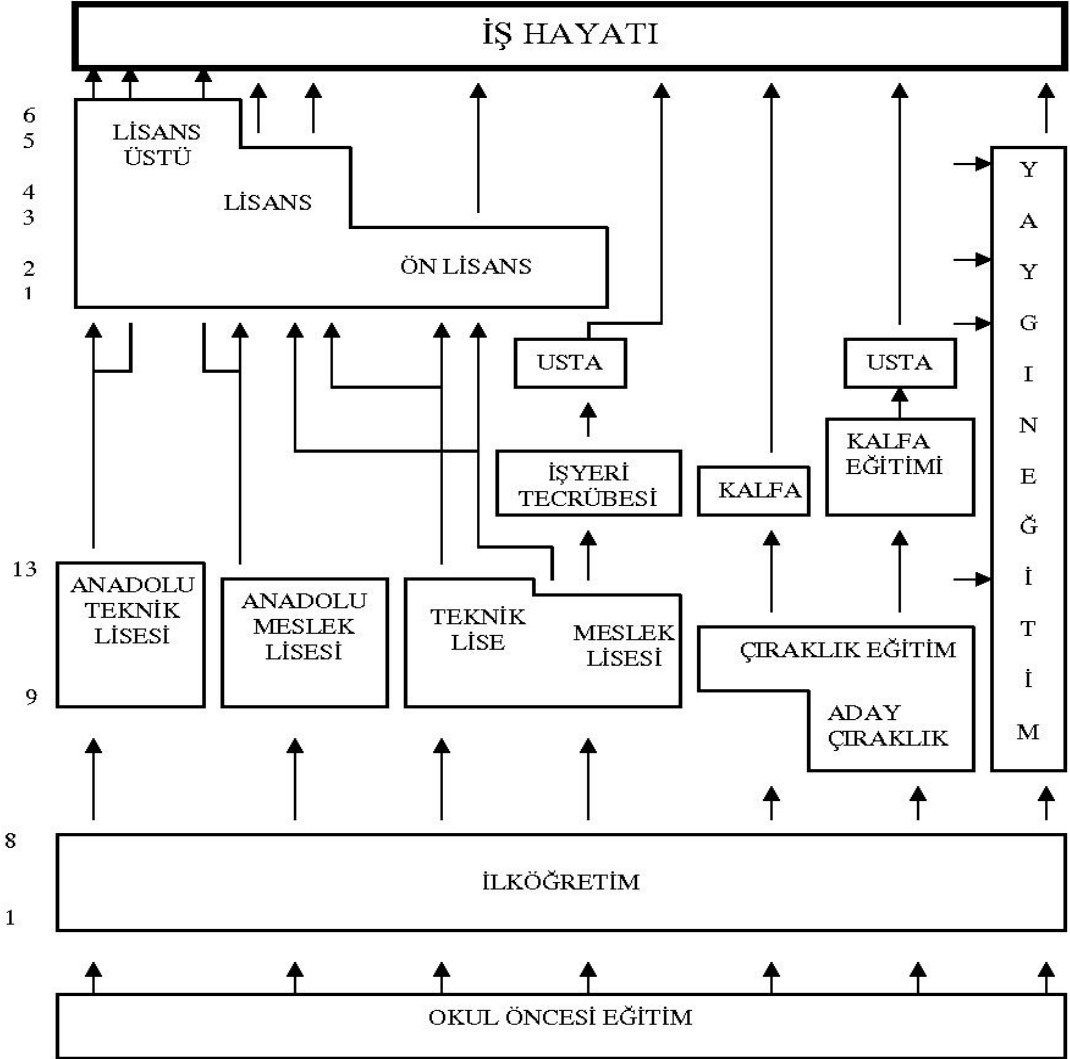 İŞ HAYATI
6
5
4
3
2
1
LİSANS
ÜSTÜ
LİSANS
ÖN LİSANS
USTA
İŞYERİ
TECRÜBESİ
KALFA
USTA
KALFA
EĞİTİMİ
Y
A
Y
G
I
N
E
Ğ
İ
T
İ
M
13
9
ANADOLU
TEKNİK
LİSESİ
ANADOLU
MESLEK
LİSESİ
TEKNİK
LİSE
MESLEK
LİSESİ
ÇIRAKLIK EĞİTİM
ADAY
ÇIRAKLIK
8
1
İLKÖĞRETİM
OKUL ÖNCESİ EĞİTİM